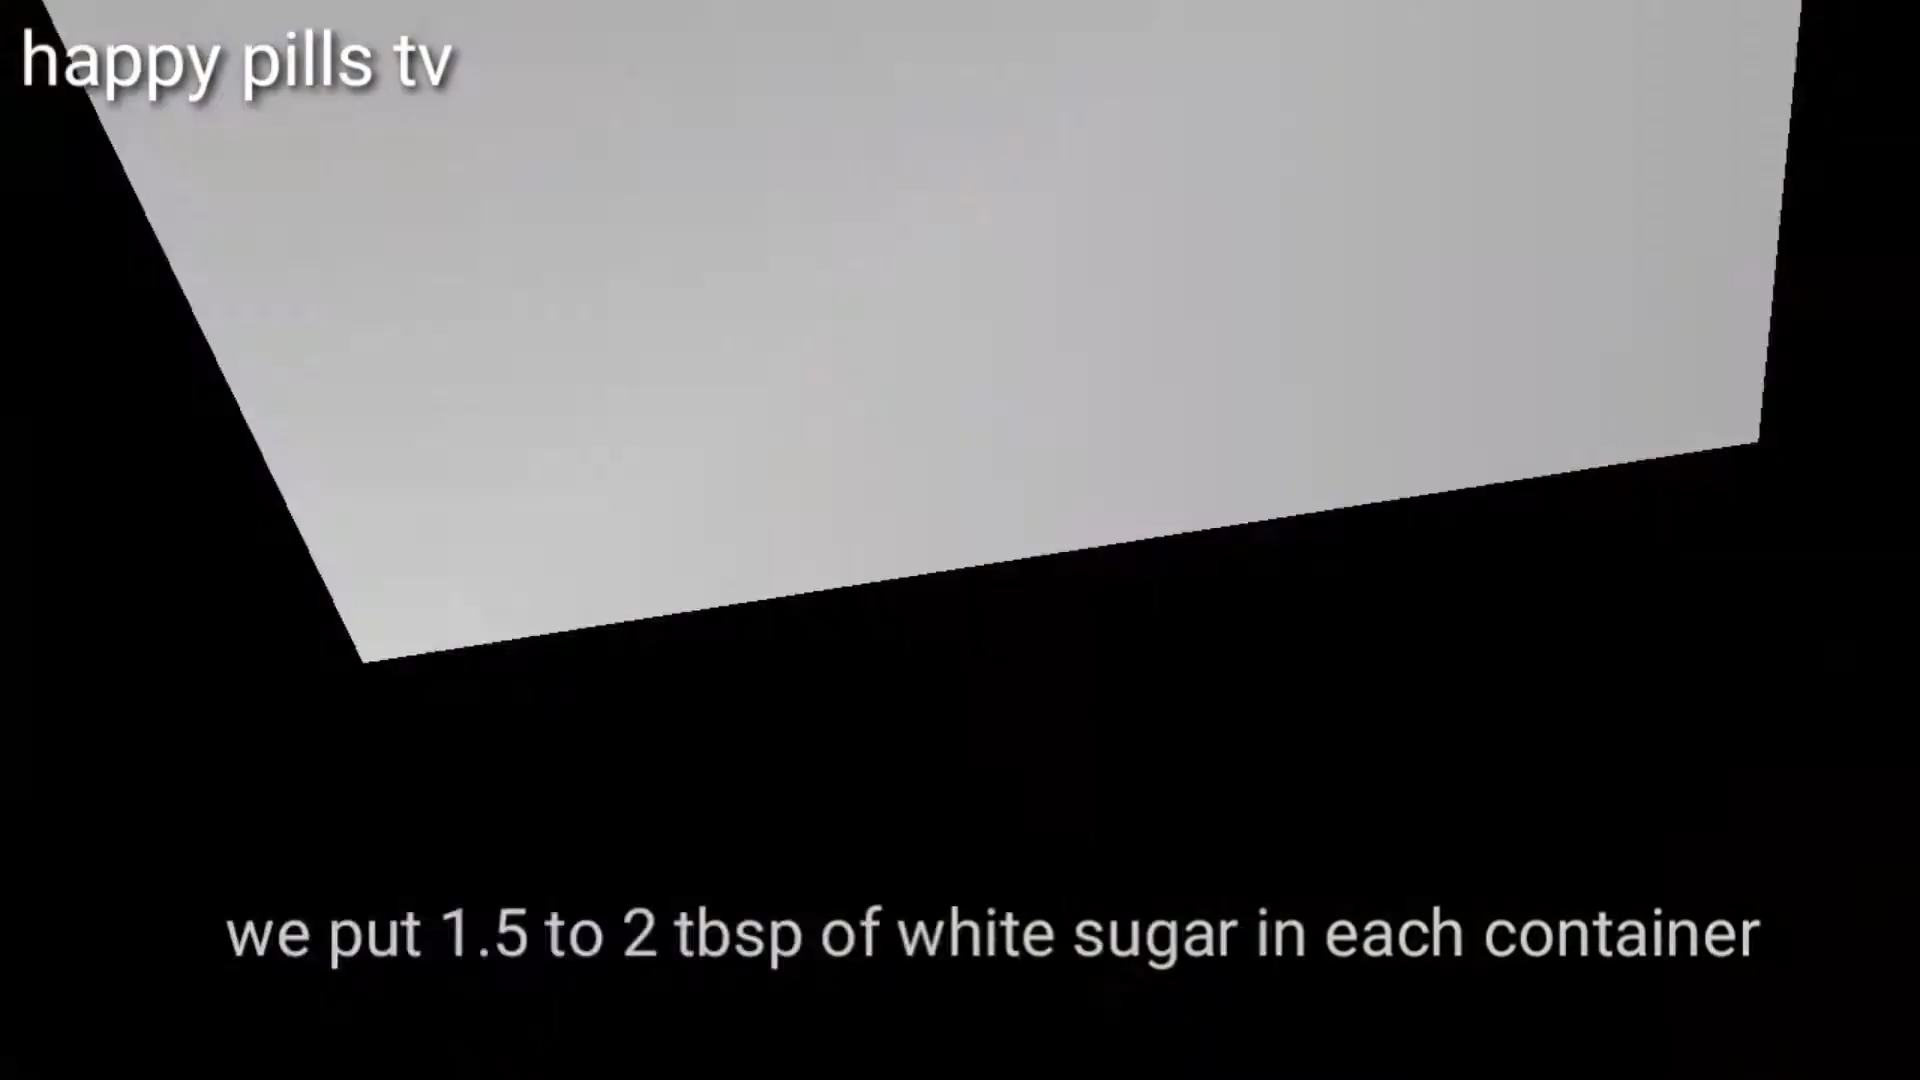 happy pills tv
we put 1.5 to 2 tbsp of white sugar in each container